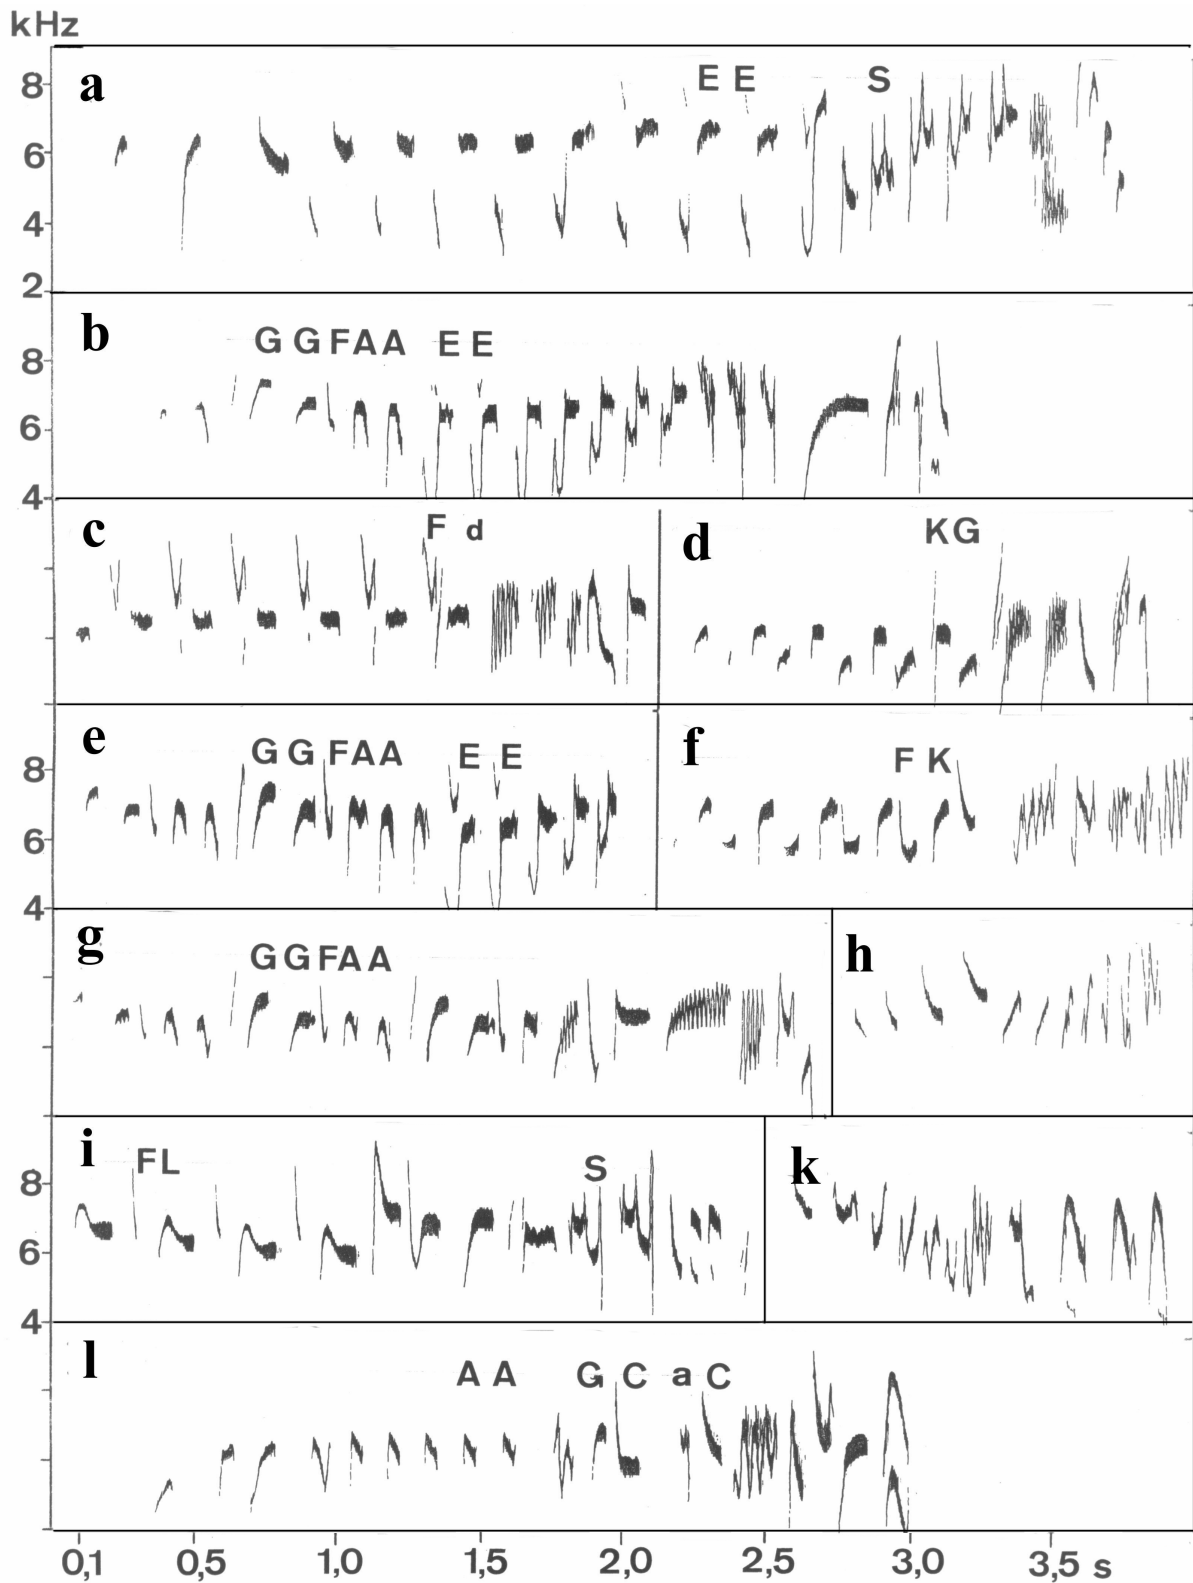 kHz
8 a E E S
6
4
2
b G G F A A E E
8
6
4
c F d d K G
e G G F A A E E f F K
8
6
4
g G G F A A h
i F L S k
8
6
4
l A A G C a C
0,1 0,5 1,0 1,5 2,0 2,5 3,0 3,5 s